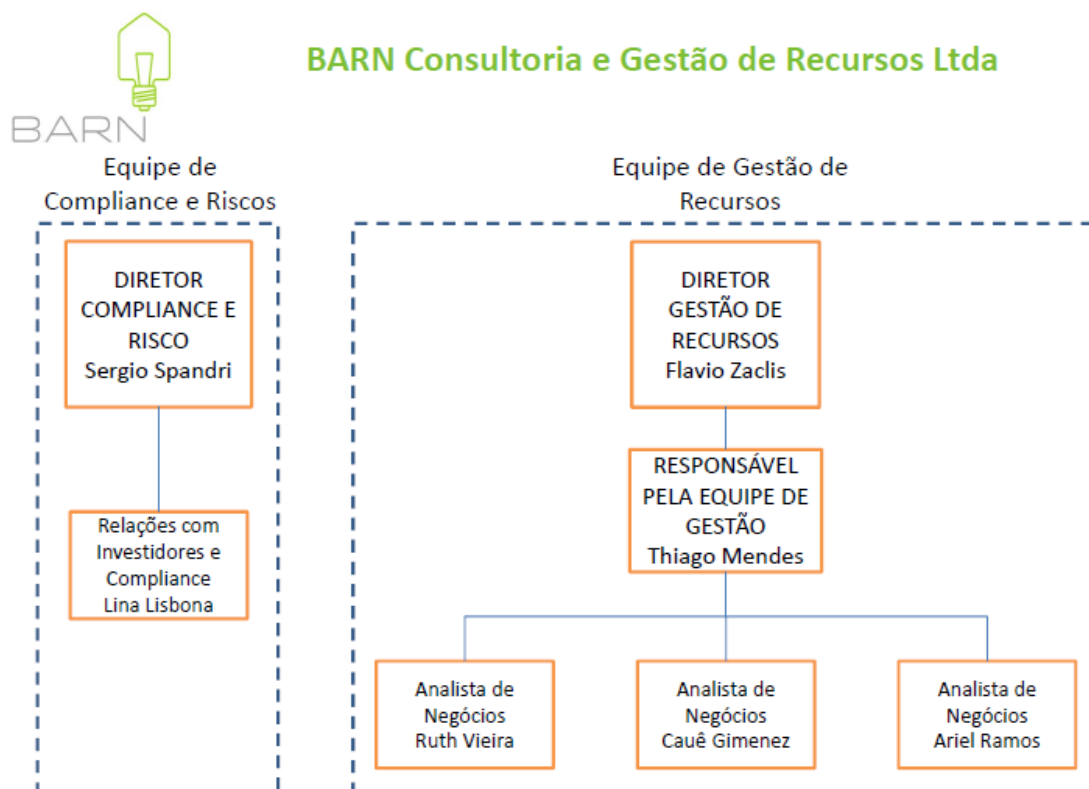 BARN Consultoria e Gestão de Recursos Ltda
BARN
Equipe de
Compliance e Riscos
DIRETOR
COMPLIANCE E
RISCO
Sergio Spandri
Relações com
Investidores e
Compliance
Lina Lisbona
Equipe de Gestão de
Recursos
DIRETOR
GESTÃO DE
RECURSOS
Flavio Zaclis
RESPONSÁVEL
PELA EQUIPE DE
GESTÃO
Thiago Mendes
Analista de
Negócios
Ruth Vieira
Analista de
Negócios
Cauê Gimenez
Analista de
Negócios
Ariel Ramos